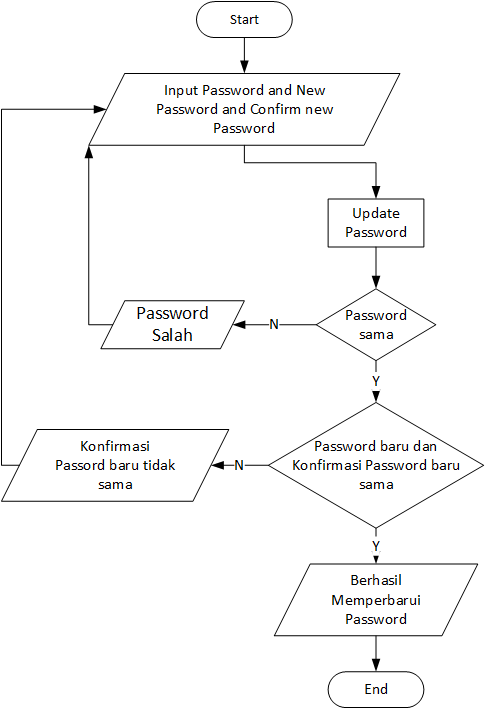 Start
Input Password and New
Password and Confirm new
Password
Update
Password
Password
sama
N
Password
Salah
Y
Password baru dan
Konfirmasi Password baru
sama
N
Konfirmasi
Passord baru tidak
sama
Y
Berhasil
Memperbarui
Password
End